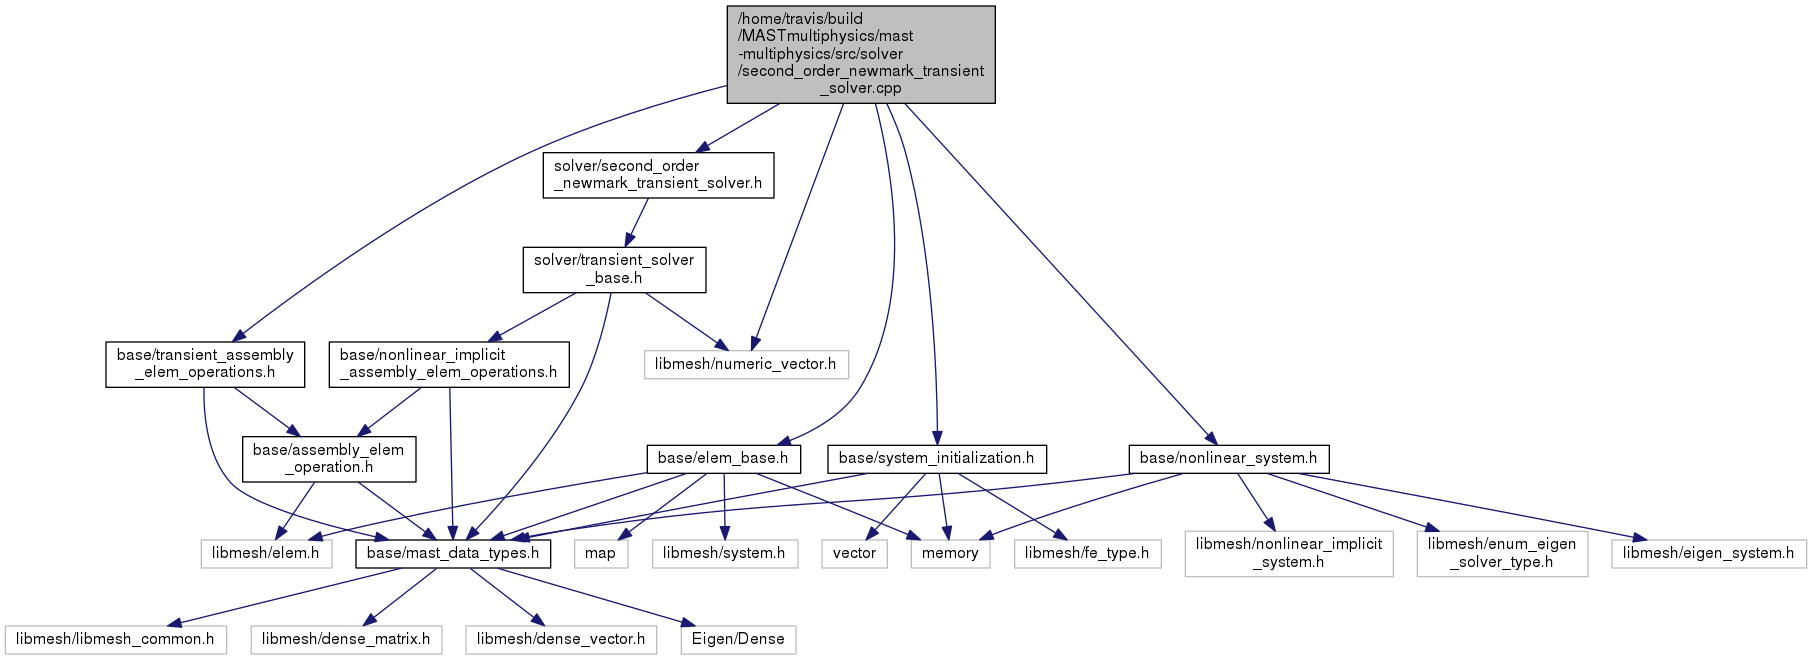 /home/travis/build
/MASTmultiphysics/mast
-multiphysics/src/solver
/second_order_newmark_transient
_solver.cpp
solver/second_order
_newmark_transient_solver.h
solver/transient_solver
_base.h
base/transient_assembly
_elem_operations.h
base/nonlinear_implicit
_assembly_elem_operations.h
libmesh/numeric_vector.h
base/assembly_elem
_operation.h
base/elem_base.h
base/system_initialization.h
base/nonlinear_system.h
libmesh/elem.h
base/mast_data_types.h
map
libmesh/system.h
vector
memory
libmesh/fe_type.h
libmesh/nonlinear_implicit
_system.h
libmesh/enum_eigen
_solver_type.h
libmesh/eigen_system.h
libmesh/libmesh_common.h
libmesh/dense_matrix.h
libmesh/dense_vector.h
Eigen/Dense